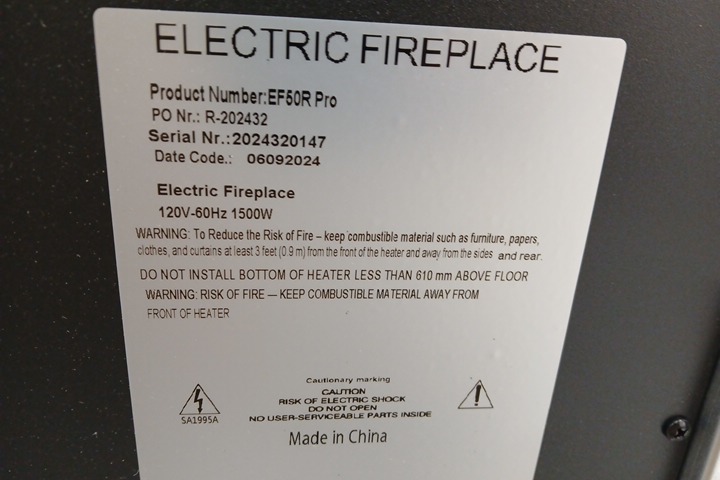 ELECTRIC FIREPLACE
Product Number:EF50R Pro
PO Nr.: R-202432
Serial Nr.:2024320147
Date Code.: 06092024
Electric Fireplace
120V-60Hz 1500W
WARNING: To Reduce the Risk of Fire – keep combustible material such as furniture, papers,
clothes, and curtains at least 3 feet (0.9 m) from the front of the heater and away from the sides and rear.
DO NOT INSTALL BOTTOM OF HEATER LESS THAN 610 mm ABOVE FLOOR
WARNING: RISK OF FIRE — KEEP COMBUSTIBLE MATERIAL AWAY FROM
FRONT OF HEATER
Cautionary marking
CAUTION
RISK OF ELECTRIC SHOCK
DO NOT OPEN
NO USER-SERVICEABLE PARTS INSIDE
SA1995A
Made in China